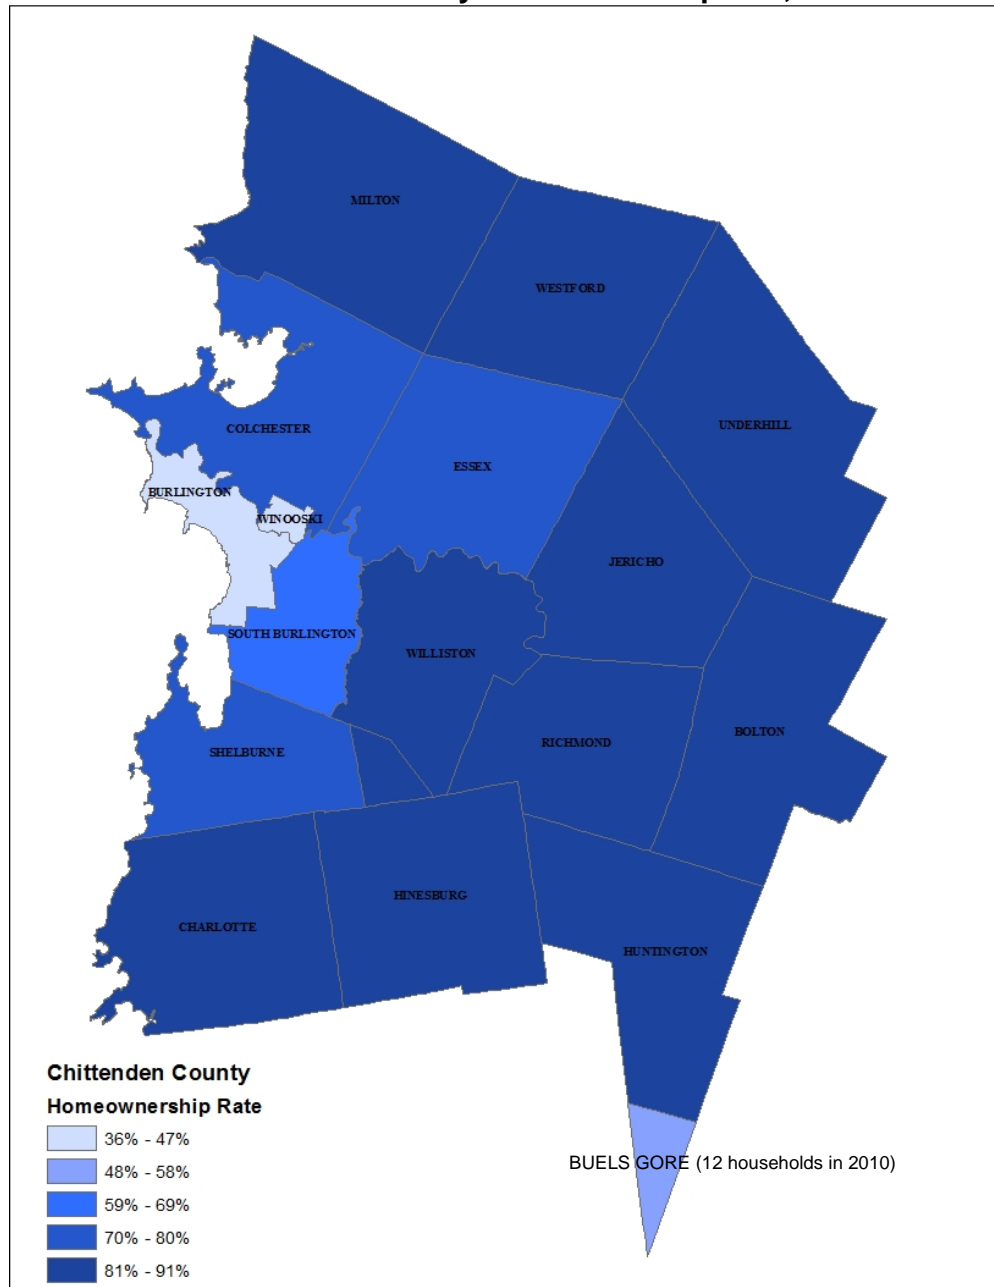 MILTON
WESTFORD
UNDERHILL
COLCHESTER
ESSEX
BURLINGTON
WINOOSKI
JERICHO
SOUTH BURLINGTON
WILLISTON
BOLTON
RICHMOND
SHELBURNE
HINESBURG
CHARLOTTE
HUNTINGTON
BUELS GORE (12 households in 2010)
Chittenden County
Homeownership Rate
36% - 47%
48% - 58%
59% - 69%
70% - 80%
81% - 91%